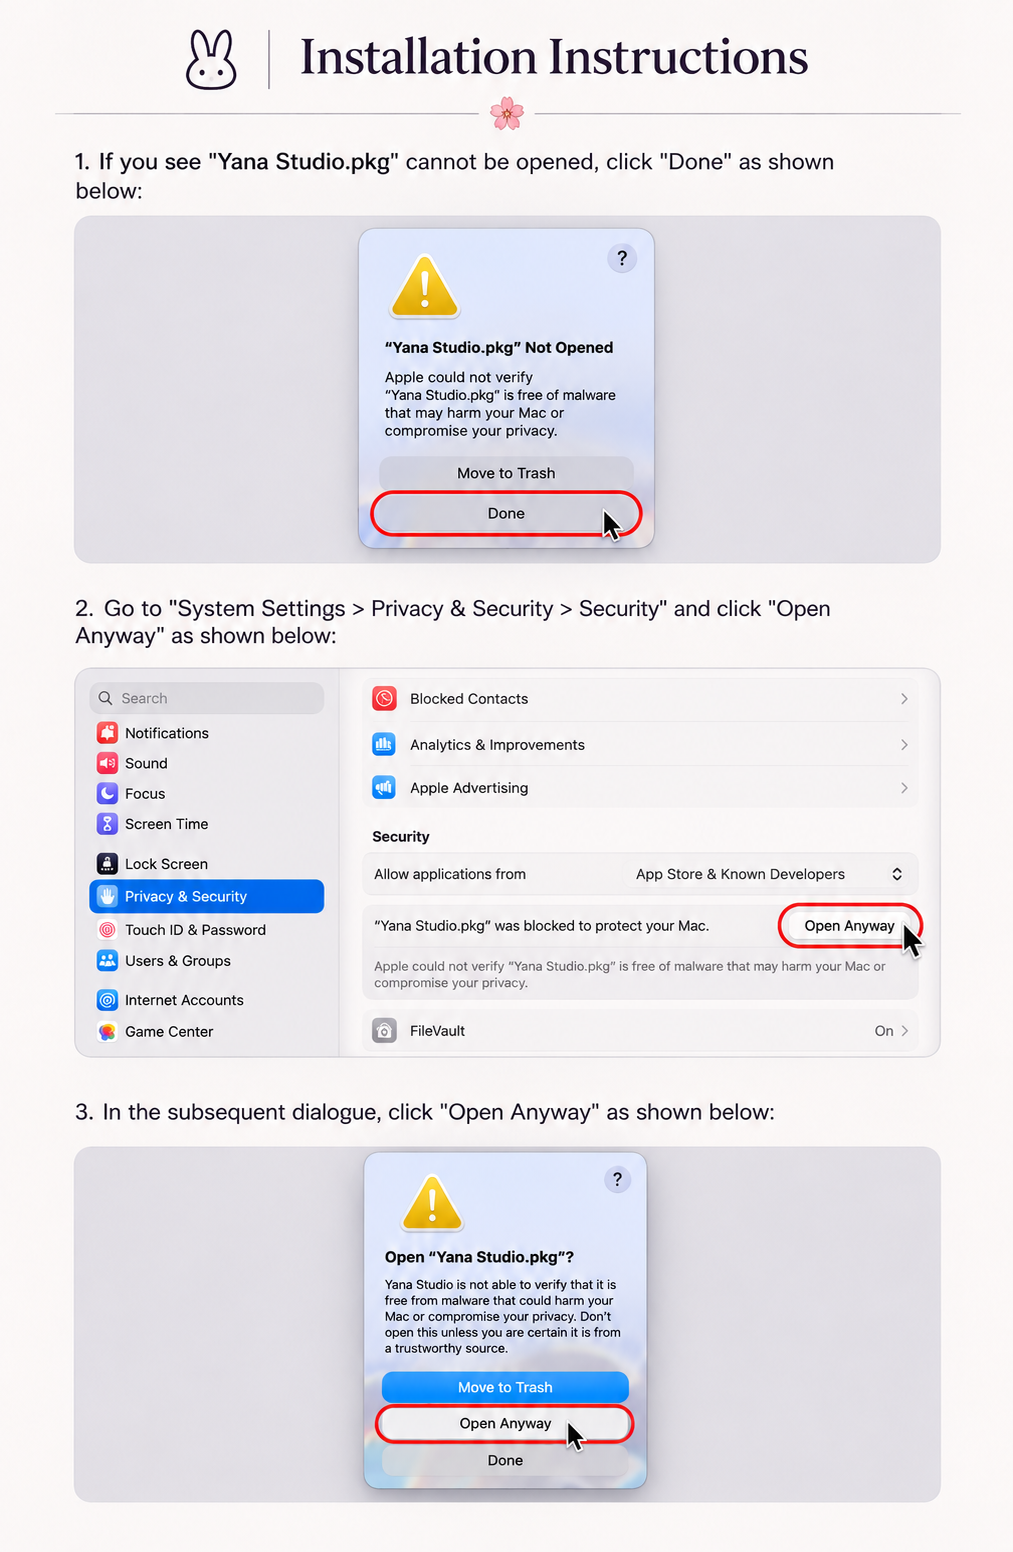 Installation Instructions
1. If you see "Yana Studio.pkg" cannot be opened, click "Done" as shown
below:
?
“Yana Studio.pkg” Not Opened
Apple could not verify
“Yana Studio.pkg” is free of malware
that may harm your Mac or
compromise your privacy.
Move to Trash
Done
2. Go to "System Settings > Privacy & Security > Security" and click "Open
Anyway" as shown below:
Search
Notifications
Sound
Focus
Screen Time
Lock Screen
Privacy & Security
Touch ID & Password
Users & Groups
Internet Accounts
Game Center
Blocked Contacts
Analytics & Improvements
Apple Advertising
Security
Allow applications from App Store & Known Developers
“Yana Studio.pkg” was blocked to protect your Mac. Open Anyway
Apple could not verify “Yana Studio.pkg” is free of malware that may harm your Mac or
compromise your privacy.
FileVault On
3. In the subsequent dialogue, click "Open Anyway" as shown below:
?
Open “Yana Studio.pkg”?
Yana Studio is not able to verify that it is
free from malware that could harm your
Mac or compromise your privacy. Don’t
open this unless you are certain it is from
a trustworthy source.
Move to Trash
Open Anyway
Done